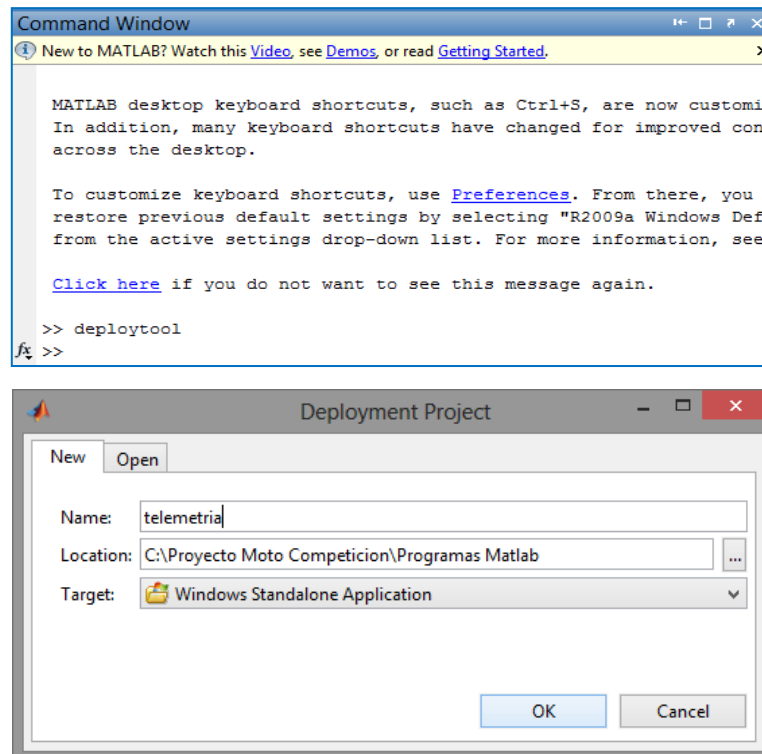 Command Window
New to MATLAB? Watch this Video, see Demos, or read Getting Started.
MATLAB desktop keyboard shortcuts, such as Ctrl+S, are now customi
In addition, many keyboard shortcuts have changed for improved con
across the desktop.
To customize keyboard shortcuts, use Preferences. From there, you
restore previous default settings by selecting "R2009a Windows Def
from the active settings drop-down list. For more information, see
Click here if you do not want to see this message again.
>> deploytool
fx >>
Deployment Project
New Open
Name: telemetria
Location: C:\Proyecto Moto Competicion\Programas Matlab ...
Target: Windows Standalone Application
OK Cancel